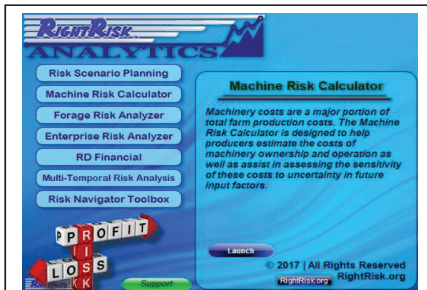 RIGHTRISK
ANALYTICS
Risk Scenario Planning
Machine Risk Calculator
Forage Risk Analyzer
Enterprise Risk Analyzer
RD Financial
Multi-Temporal Risk Analysis
Risk Navigator Toolbox
PROFIT
RISK
LOSS
Support
Machine Risk Calculator
Machinery costs are a major portion of
total farm production costs. The Machine
Risk Calculator is designed to help
producers estimate the costs of
machinery ownership and operation as
well as assist in assessing the sensitivity
of these costs to uncertainty in future
input factors.
Launch
© 2017 | All Rights Reserved
RightRisk.org RightRisk.org